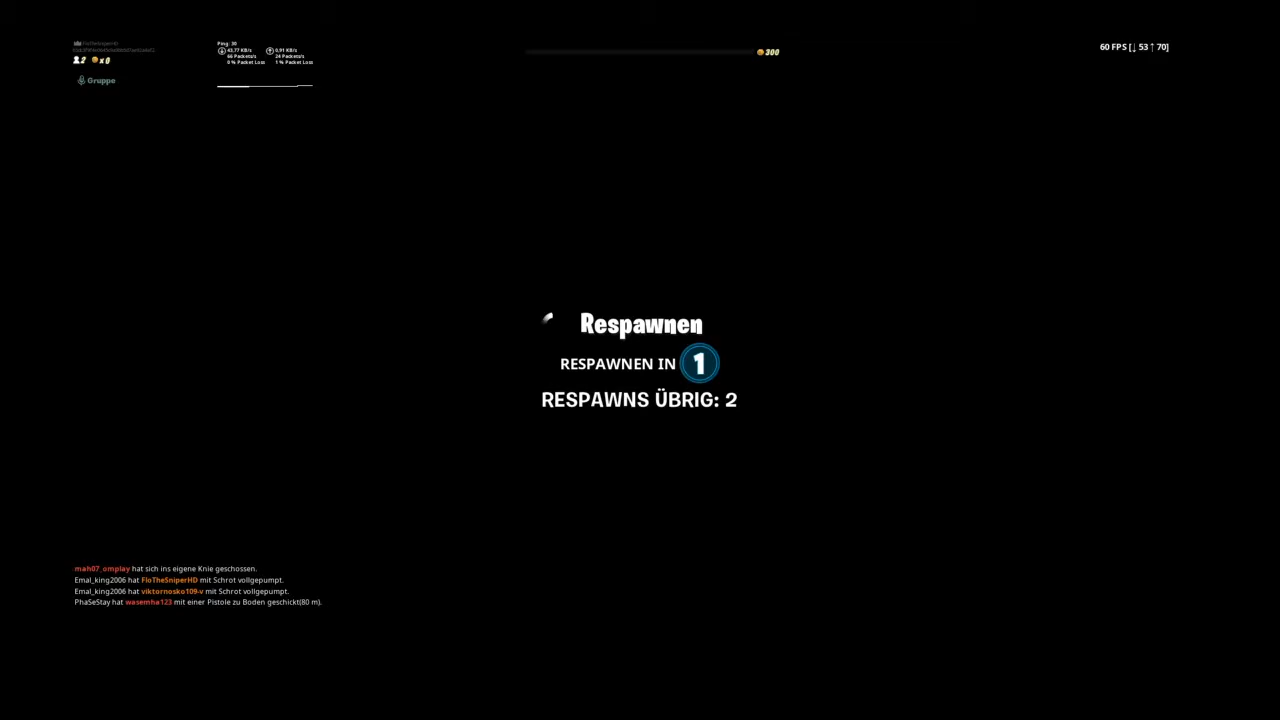 FloTheSniperHD
2
x0
Gruppe
Ping: 30
43,77 KB/s
0,91 KB/s
66 Packets/s
24 Packets/s
0 % Packet Loss
1 % Packet Loss
300
60 FPS [↓ 53 ↑ 70]
Respawnen
RESPAWNEN IN 1
RESPAWNS ÜBRIG: 2
mah07_omplay hat sich ins eigene Knie geschossen.
Emal_king2006 hat FloTheSniperHD mit Schrot vollgepumpt.
Emal_king2006 hat viktornosko109-v mit Schrot vollgepumpt.
PhaSeStay hat wasemha123 mit einer Pistole zu Boden geschickt(80 m).